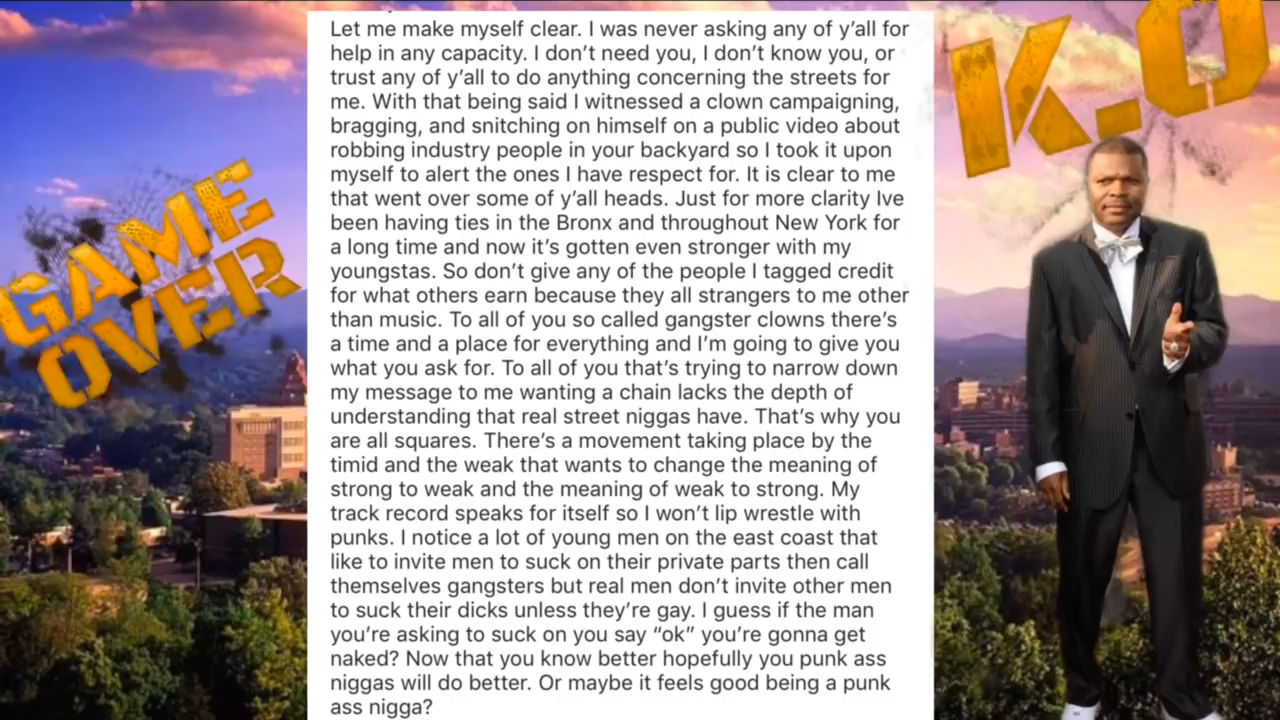 GAME
OVER
Let me make myself clear. I was never asking any of y’all for
help in any capacity. I don’t need you, I don’t know you, or
trust any of y’all to do anything concerning the streets for
me. With that being said I witnessed a clown campaigning,
bragging, and snitching on himself on a public video about
robbing industry people in your backyard so I took it upon
myself to alert the ones I have respect for. It is clear to me
that went over some of y’all heads. Just for more clarity Ive
been having ties in the Bronx and throughout New York for
a long time and now it’s gotten even stronger with my
youngstas. So don’t give any of the people I tagged credit
for what others earn because they all strangers to me other
than music. To all of you so called gangster clowns there’s
a time and a place for everything and I’m going to give you
what you ask for. To all of you that’s trying to narrow down
my message to me wanting a chain lacks the depth of
understanding that real street niggas have. That’s why you
are all squares. There’s a movement taking place by the
timid and the weak that wants to change the meaning of
strong to weak and the meaning of weak to strong. My
track record speaks for itself so I won’t lip wrestle with
punks. I notice a lot of young men on the east coast that
like to invite men to suck on their private parts then call
themselves gangsters but real men don’t invite other men
to suck their dicks unless they’re gay. I guess if the man
you’re asking to suck on you say “ok” you’re gonna get
naked? Now that you know better hopefully you punk ass
niggas will do better. Or maybe it feels good being a punk
ass nigga?
K.O